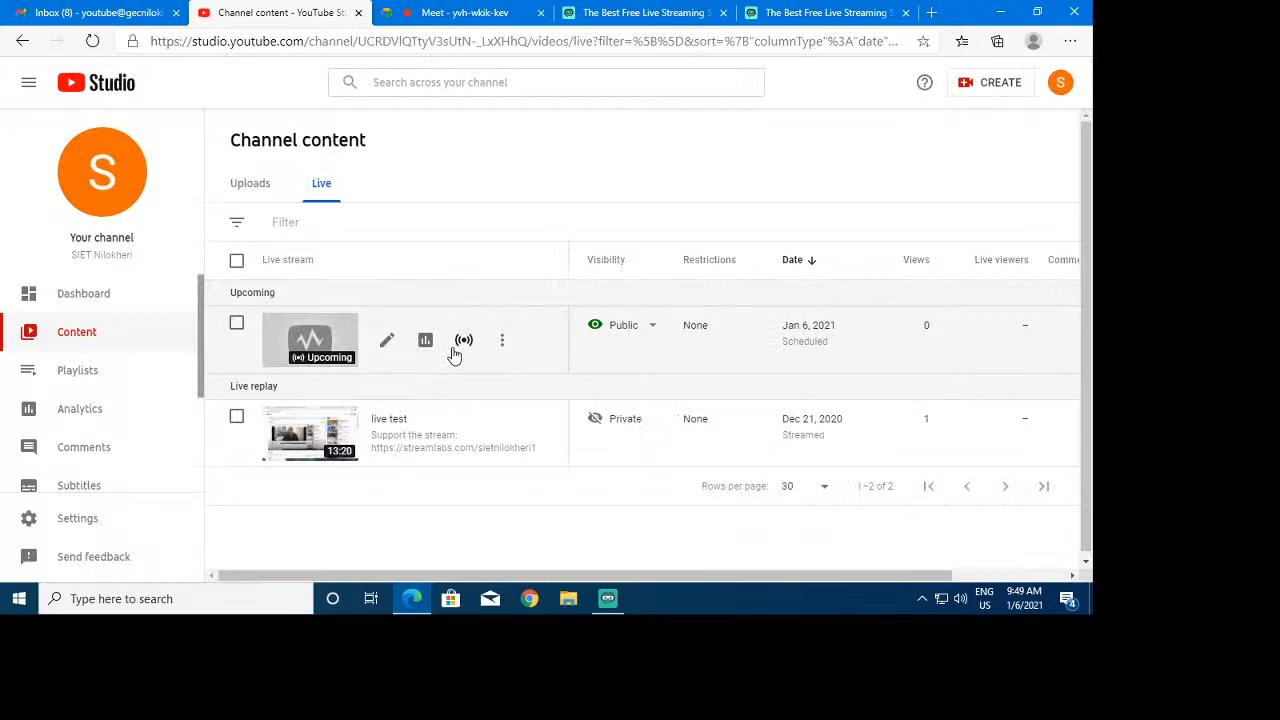 Inbox (8) - youtube@gecniloki
Channel content - YouTube St
Meet - yvh-wkik-kev
The Best Free Live Streaming S
The Best Free Live Streaming S
https://studio.youtube.com/channel/UCRDVlQTtyV3sUtN-_LxXHhQ/videos/live?filter=%5B%5D&sort=%7B"columnType"%3A"date"...
Studio
Search across your channel
CREATE
S
S
Your channel
SIET Nilokheri
Dashboard
Content
Playlists
Analytics
Comments
Subtitles
Settings
Send feedback
Channel content
Uploads
Live
Filter
Live stream
Visibility
Restrictions
Date
Views
Live viewers
Comme
Upcoming
Upcoming
Public
None
Jan 6, 2021
0
–
Scheduled
Live replay
live test
Private
None
Dec 21, 2020
1
–
Support the stream:
Streamed
https://streamlabs.com/sietnilokheri1
13:20
Rows per page:
30
1–2 of 2
Type here to search
ENG
US
9:49 AM
1/6/2021
4